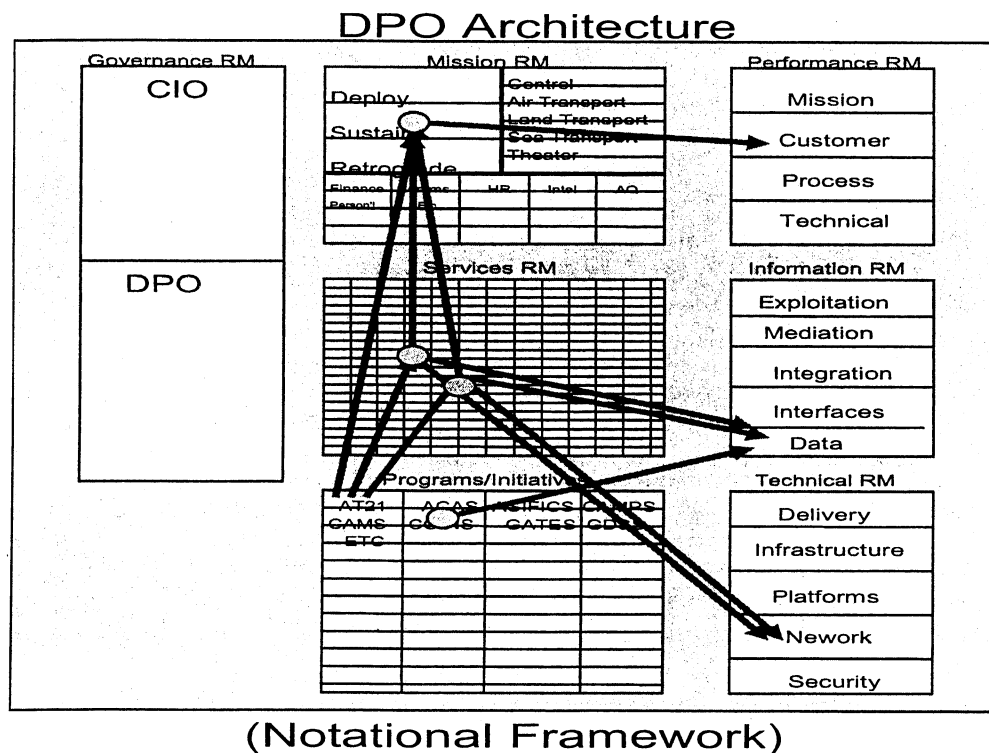 DPO Architecture
Governance RM
CIO
DPO
Mission RM
Deploy
Sustain
Control
Air Transport
Land Transport
Sea Transport
Theater
Finance
HR
Intel
AQ
Person'l
Services RM
Programs/Initiatives
AT21
CAMS
ETC
GATES
Performance RM
Mission
Customer
Process
Technical
Information RM
Exploitation
Mediation
Integration
Interfaces
Data
Technical RM
Delivery
Infrastructure
Platforms
Nework
Security
(Notational Framework)